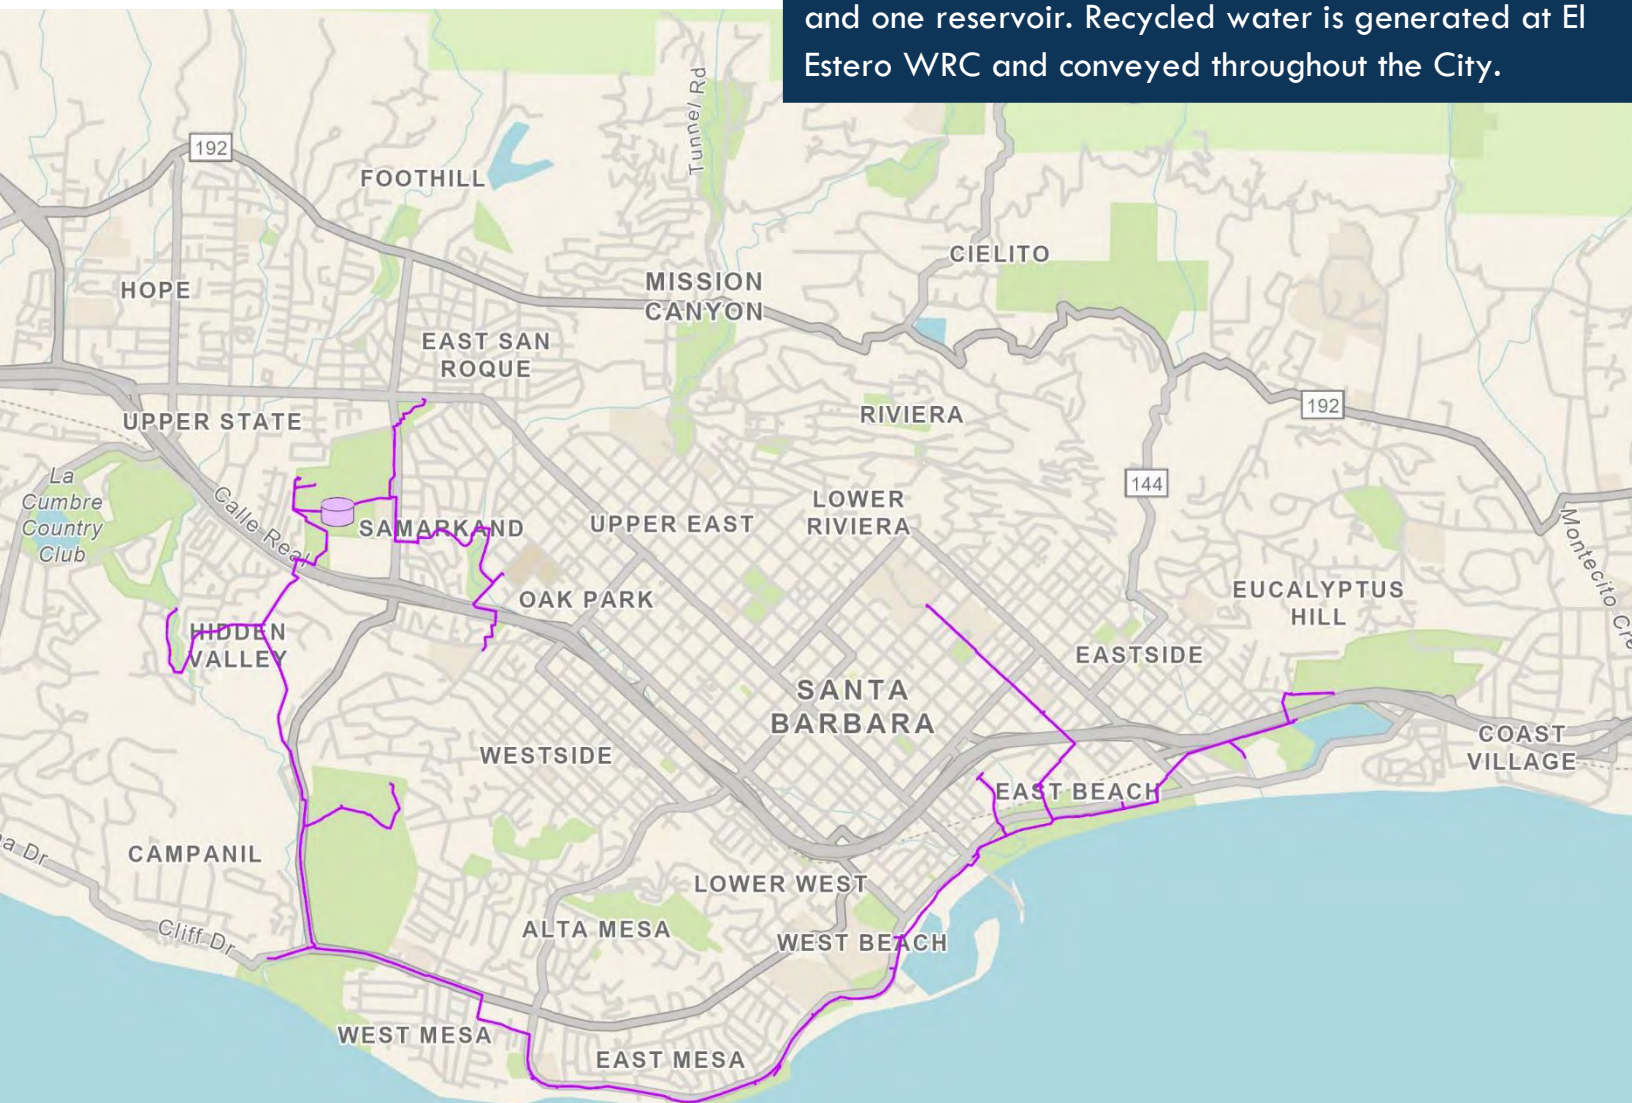 and one reservoir. Recycled water is generated at El
Estero WRC and conveyed throughout the City.
Tunnel Rd
192
FOOTHILL
CIELITO
HOPE
MISSION
CANYON
EAST SAN
ROQUE
UPPER STATE
RIVIERA
192
La
Cumbre
Country
Club
Calle Real
144
LOWER
RIVIERA
UPPER EAST
SAMARKAND
Montecito Cre
OAK PARK
EUCALYPTUS
HILL
HIDDEN
VALLEY
EASTSIDE
SANTA
BARBARA
COAST
VILLAGE
WESTSIDE
EAST BEACH
a Dr
CAMPANIL
LOWER WEST
Cliff Dr
ALTA MESA
WEST BEACH
WEST MESA
EAST MESA